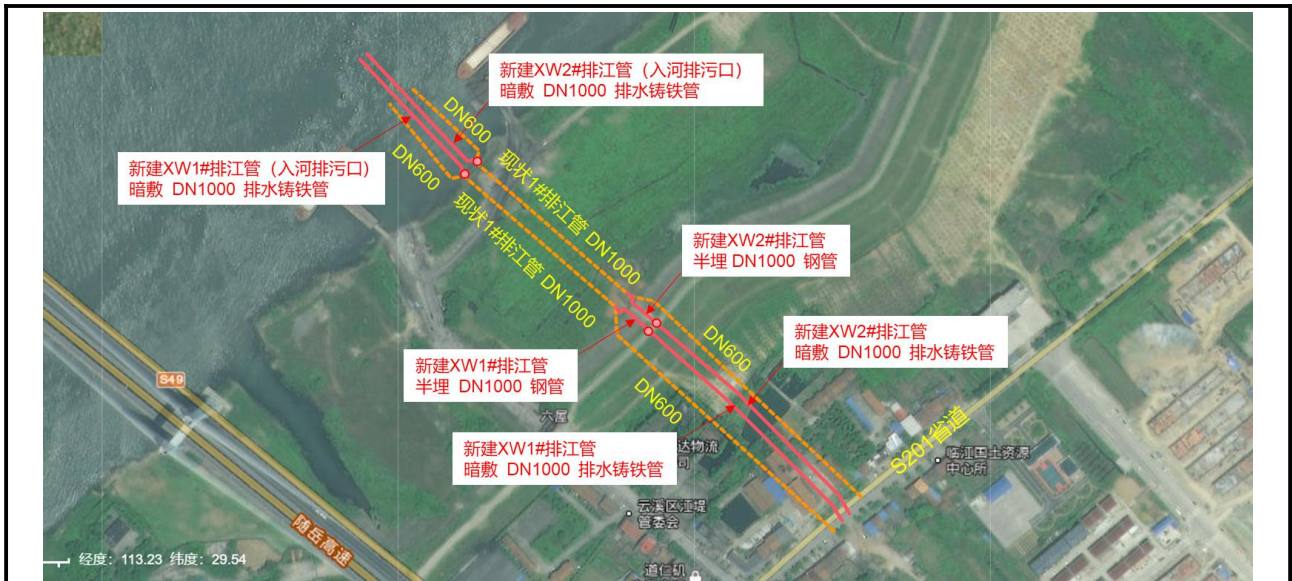 新建XW2#排江管（入河排污口）
暗敷 DN1000 排水铸铁管
新建XW1#排江管（入河排污口）
暗敷 DN1000 排水铸铁管
DN600
DN600
现状1#排江管 DN1000
现状1#排江管 DN1000
新建XW2#排江管
半埋 DN1000 钢管
新建XW2#排江管
暗敷 DN1000 排水铸铁管
新建XW1#排江管
半埋 DN1000 钢管
DN600
DN600
新建XW1#排江管
暗敷 DN1000 排水铸铁管
S49
六屋
达物流
司
S201省道
临江国土资源
中心所
云溪区江堤
管委会
随岳高速
道仁矶
经度：113.23 纬度：29.54